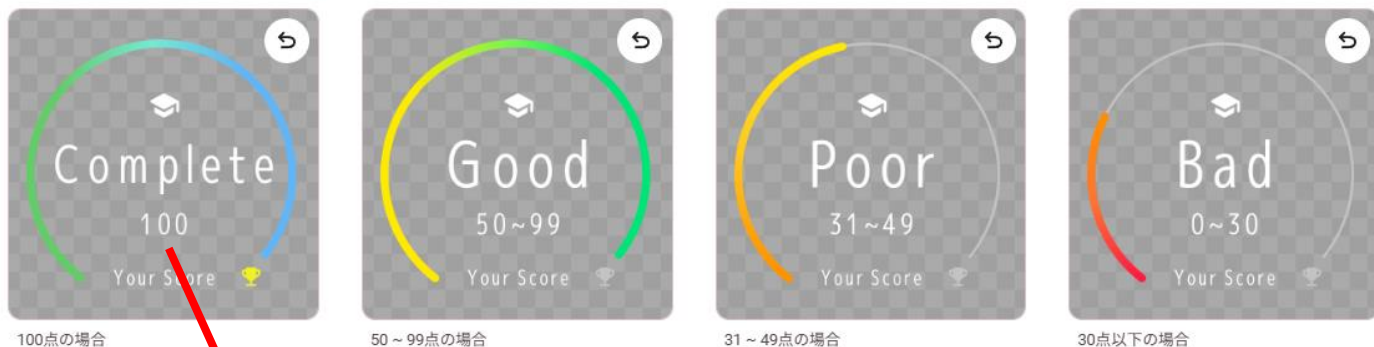 Complete
100
Your Score
100点の場合
Good
50~99
Your Score
50 ~ 99点の場合
Poor
31~49
Your Score
31 ~ 49点の場合
Bad
0~30
Your Score
30点以下の場合